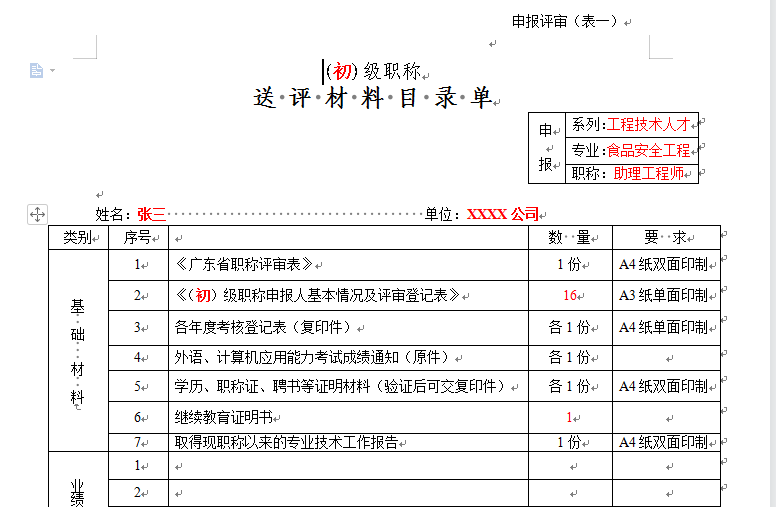 申报评审（表一）
(初) 级职称
送评材料目录单
申报
系列:工程技术人才
专业:食品安全工程
职称: 助理工程师
姓名: 张三 单位: XXXX 公司
类别 序号 数量 要求
基础材料
1 《广东省职称评审表》 1 份 A4 纸双面印制
2 《（初）级职称申报人基本情况及评审登记表》 16 A3 纸单面印制
3 各年度考核登记表（复印件） 各 1 份 A4 纸单面印制
4 外语、计算机应用能力考试成绩通知（原件） 各 1 份
5 学历、职称证、聘书等证明材料（验证后可交复印件） 各 1 份 A4 纸双面印制
6 继续教育证明书 1
7 取得现职称以来的专业技术工作报告 1 份 A4 纸双面印制
业绩
1
2